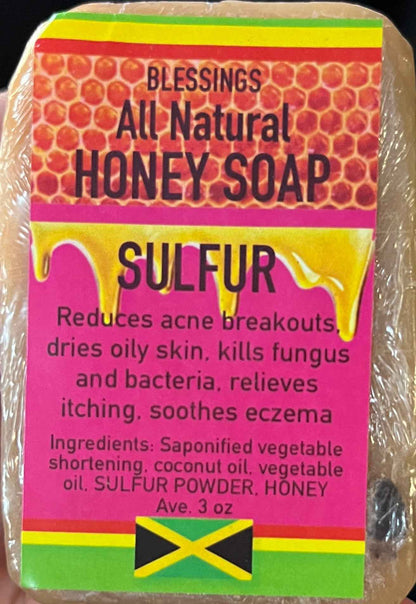 BLESSINGS
All Natural
HONEY SOAP
SULFUR
Reduces acne breakouts,
dries oily skin, kills fungus
and bacteria, relieves
itching, soothes eczema
Ingredients: Saponified vegetable
shortening, coconut oil, vegetable
oil, SULFUR POWDER, HONEY
Ave. 3 oz